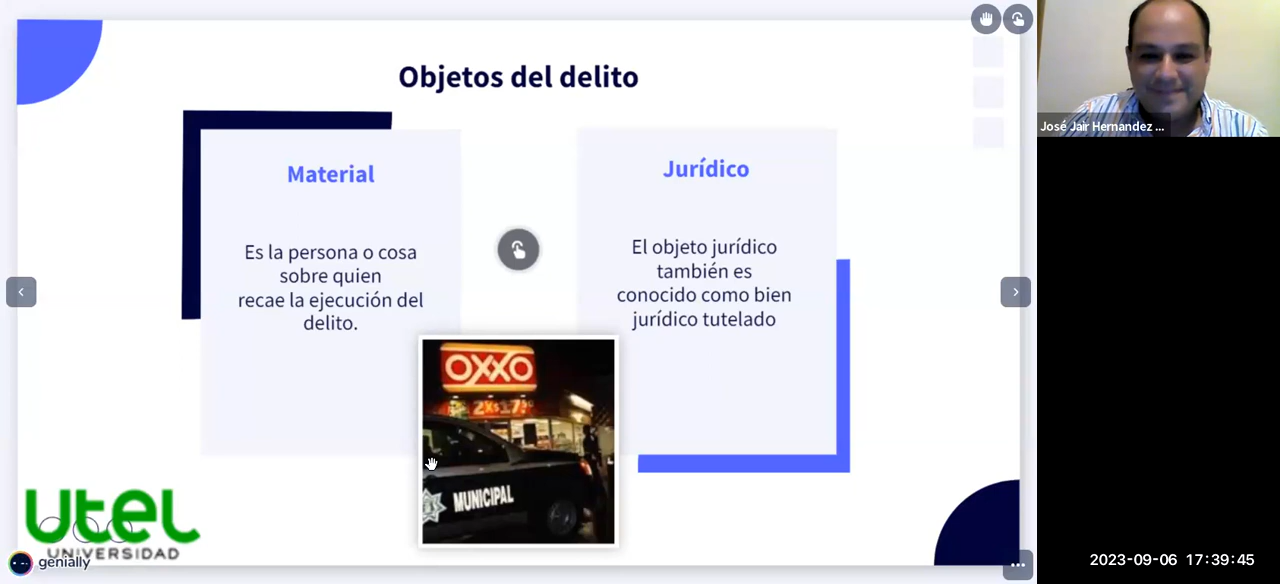 Objetos del delito
Material
Es la persona o cosa
sobre quien
recae la ejecución del
delito.
Jurídico
El objeto jurídico
también es
conocido como bien
jurídico tutelado
OXXO
2X$17
MUNICIPAL
utel
UNIVERSIDAD
genially
José Jair Hernandez ...
2023-09-06 17:39:45